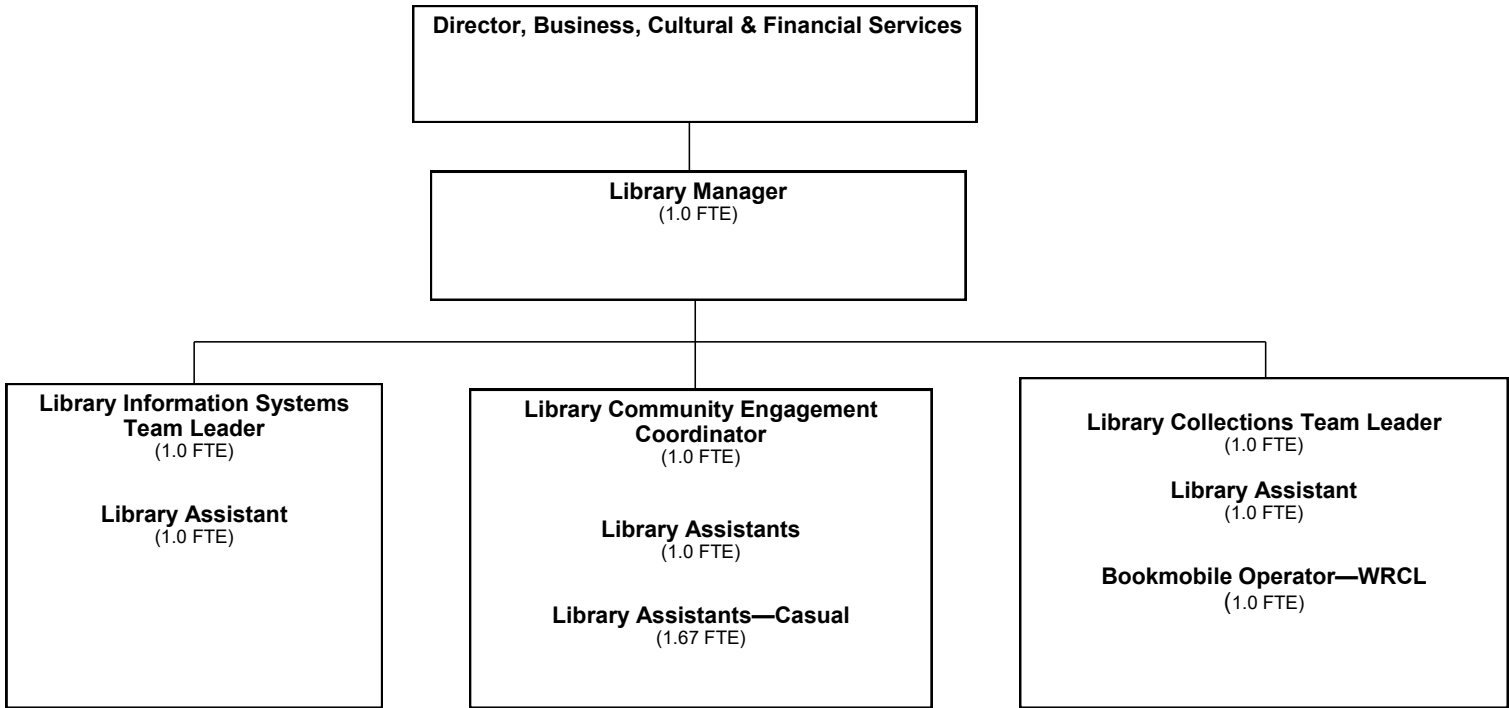 Director, Business, Cultural & Financial Services
Library Manager
(1.0 FTE)
Library Information Systems
Team Leader
(1.0 FTE)
Library Assistant
(1.0 FTE)
Library Community Engagement
Coordinator
(1.0 FTE)
Library Assistants
(1.0 FTE)
Library Assistants—Casual
(1.67 FTE)
Library Collections Team Leader
(1.0 FTE)
Library Assistant
(1.0 FTE)
Bookmobile Operator—WRCL
(1.0 FTE)